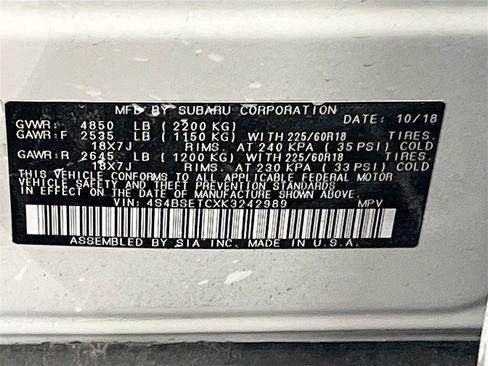 MFD BY SUBARU CORPORATION
GVWR: 4850 LB (2200 KG) DATE: 10/18
GAWR:F 2535 LB (1150 KG) WITH 225/60R18 TIRES.
18X7J RIMS. AT 240 KPA (35 PSI) COLD
GAWR:R 2645 LB (1200 KG) WITH 225/60R18 TIRES.
18X7J RIMS. AT 230 KPA (33 PSI) COLD
THIS VEHICLE CONFORMS TO ALL APPLICABLE FEDERAL MOTOR
VEHICLE SAFETY AND THEFT PREVENTION STANDARDS
IN EFFECT ON THE DATE OF MANUFACTURE SHOWN ABOVE.
VIN: 4S4BSETCXK3242989 MPV
ASSEMBLED BY SIA INC. MADE IN U.S.A.